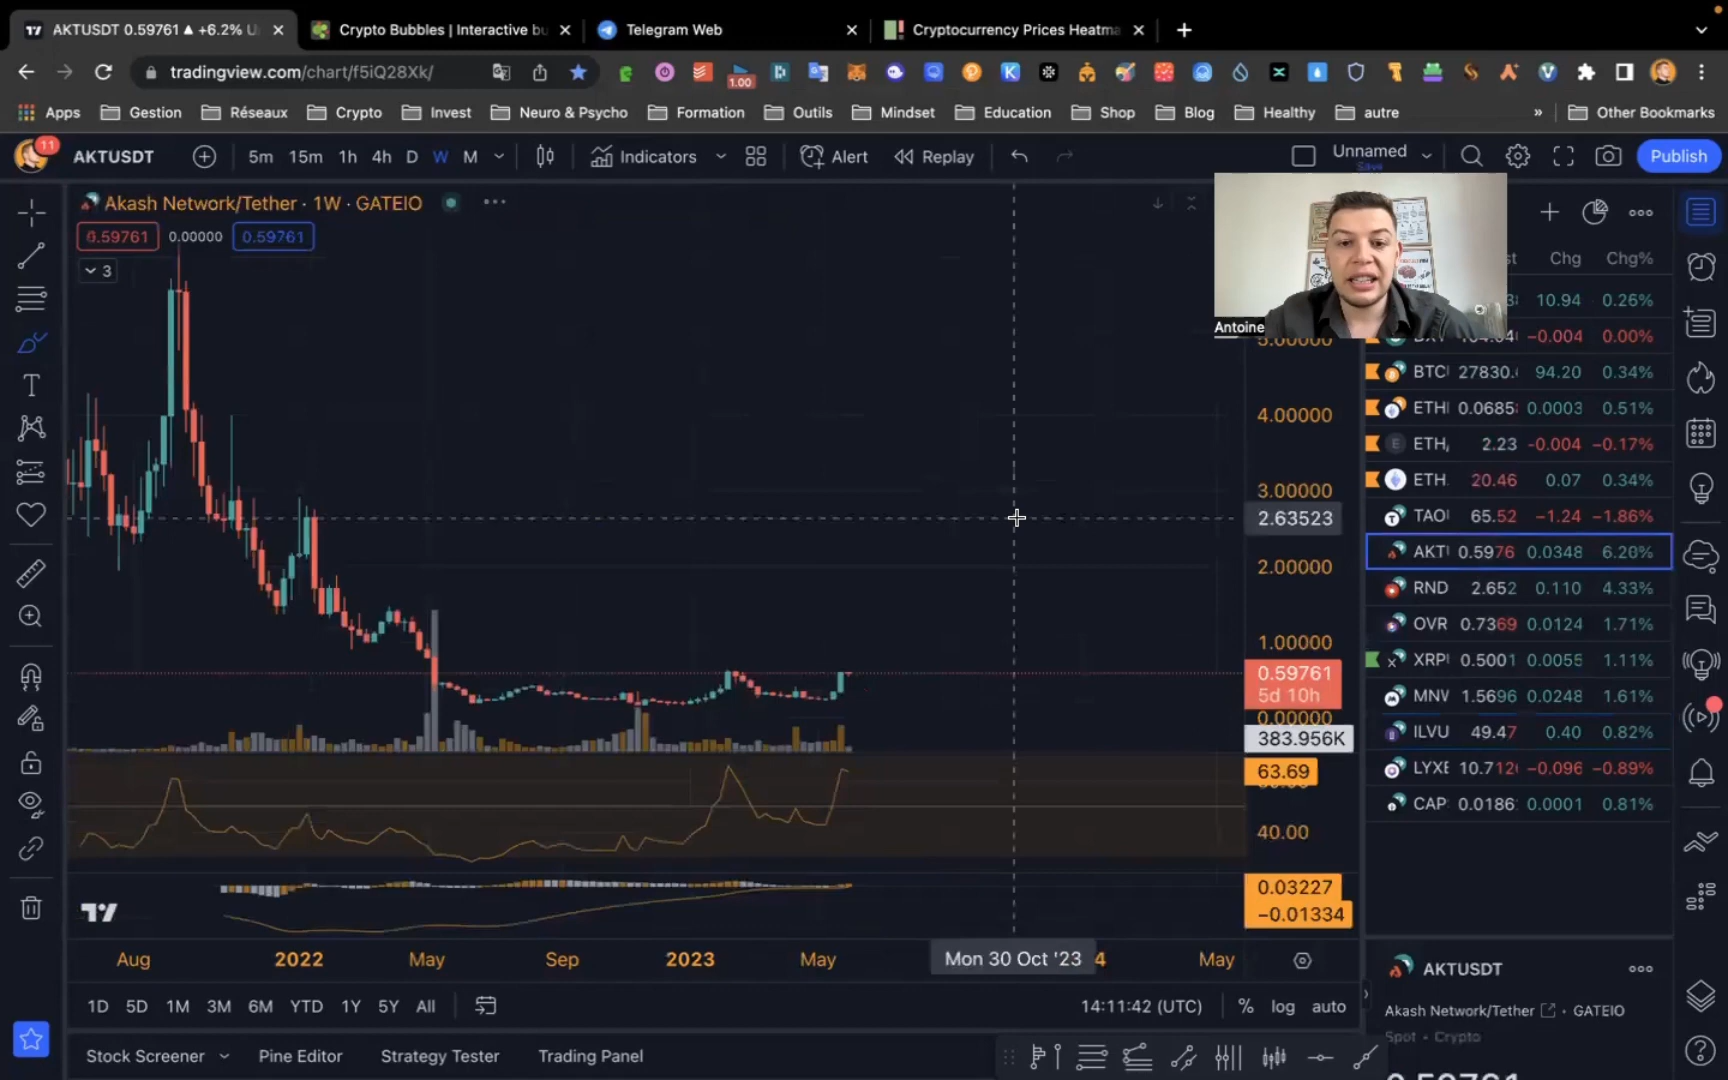 AKTUSDT 0.59761 ▲ +6.2% U
Crypto Bubbles | Interactive bu
Telegram Web
Cryptocurrency Prices Heatma
tradingview.com/chart/f5iQ28Xk/
1.00
Apps
Gestion
Réseaux
Crypto
Invest
Neuro & Psycho
Formation
Outils
Mindset
Education
Shop
Blog
Healthy
autre
»
Other Bookmarks
11
AKTUSDT
5m 15m 1h 4h D W M
Indicators
Alert
Replay
Unnamed
Save
Publish
Akash Network/Tether · 1W · GATEIO
0.59761 0.00000 0.59761
3
Antoine
Chg Chg%
10.94 0.26%
−0.004 0.00%
BTC 27830. 94.20 0.34%
ETH 0.0685 0.0003 0.51%
ETH 2.23 −0.004 −0.17%
ETH 20.46 0.07 0.34%
TAO 65.52 −1.24 −1.86%
AKT 0.5976 0.0348 6.20%
RND 2.652 0.110 4.33%
OVR 0.7369 0.0124 1.71%
XRP 0.5001 0.0055 1.11%
MNV 1.5696 0.0248 1.61%
ILVU 49.47 0.40 0.82%
LYXE 10.712 −0.096 −0.89%
CAP 0.0186 0.0001 0.81%
5.00000
4.00000
3.00000
2.63523
2.00000
1.00000
0.59761
5d 10h
0.00000
383.956K
63.69
40.00
0.03227
−0.01334
Aug 2022 May Sep 2023 May Mon 30 Oct '23 4 May
1D 5D 1M 3M 6M YTD 1Y 5Y All
14:11:42 (UTC) % log auto
Stock Screener
Pine Editor
Strategy Tester
Trading Panel
AKTUSDT
Akash Network/Tether · GATEIO
Spot · Crypto